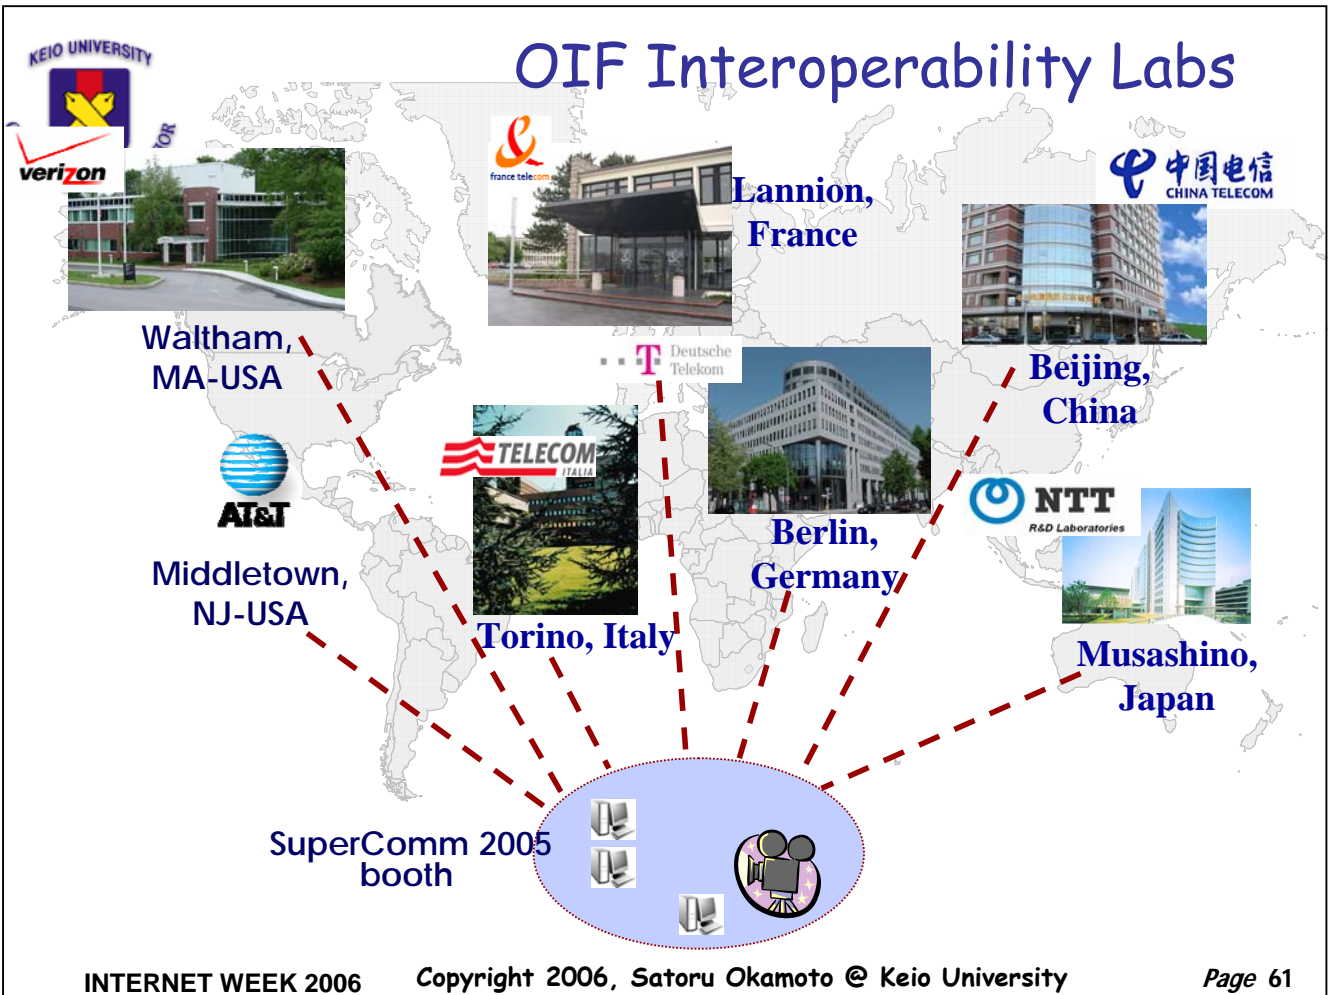 OIF Interoperability Labs
KEIO UNIVERSITY
verizon
france telecom
Lannion,
France
中国电信
CHINA TELECOM
Waltham,
MA-USA
Deutsche
Telekom
T
Beijing,
China
TELECOM
ITALIA
AT&T
NTT
R&D Laboratories
Berlin,
Germany
Middletown,
NJ-USA
Torino, Italy
Musashino,
Japan
SuperComm 2005
booth
INTERNET WEEK 2006
Copyright 2006, Satoru Okamoto @ Keio University
Page 61